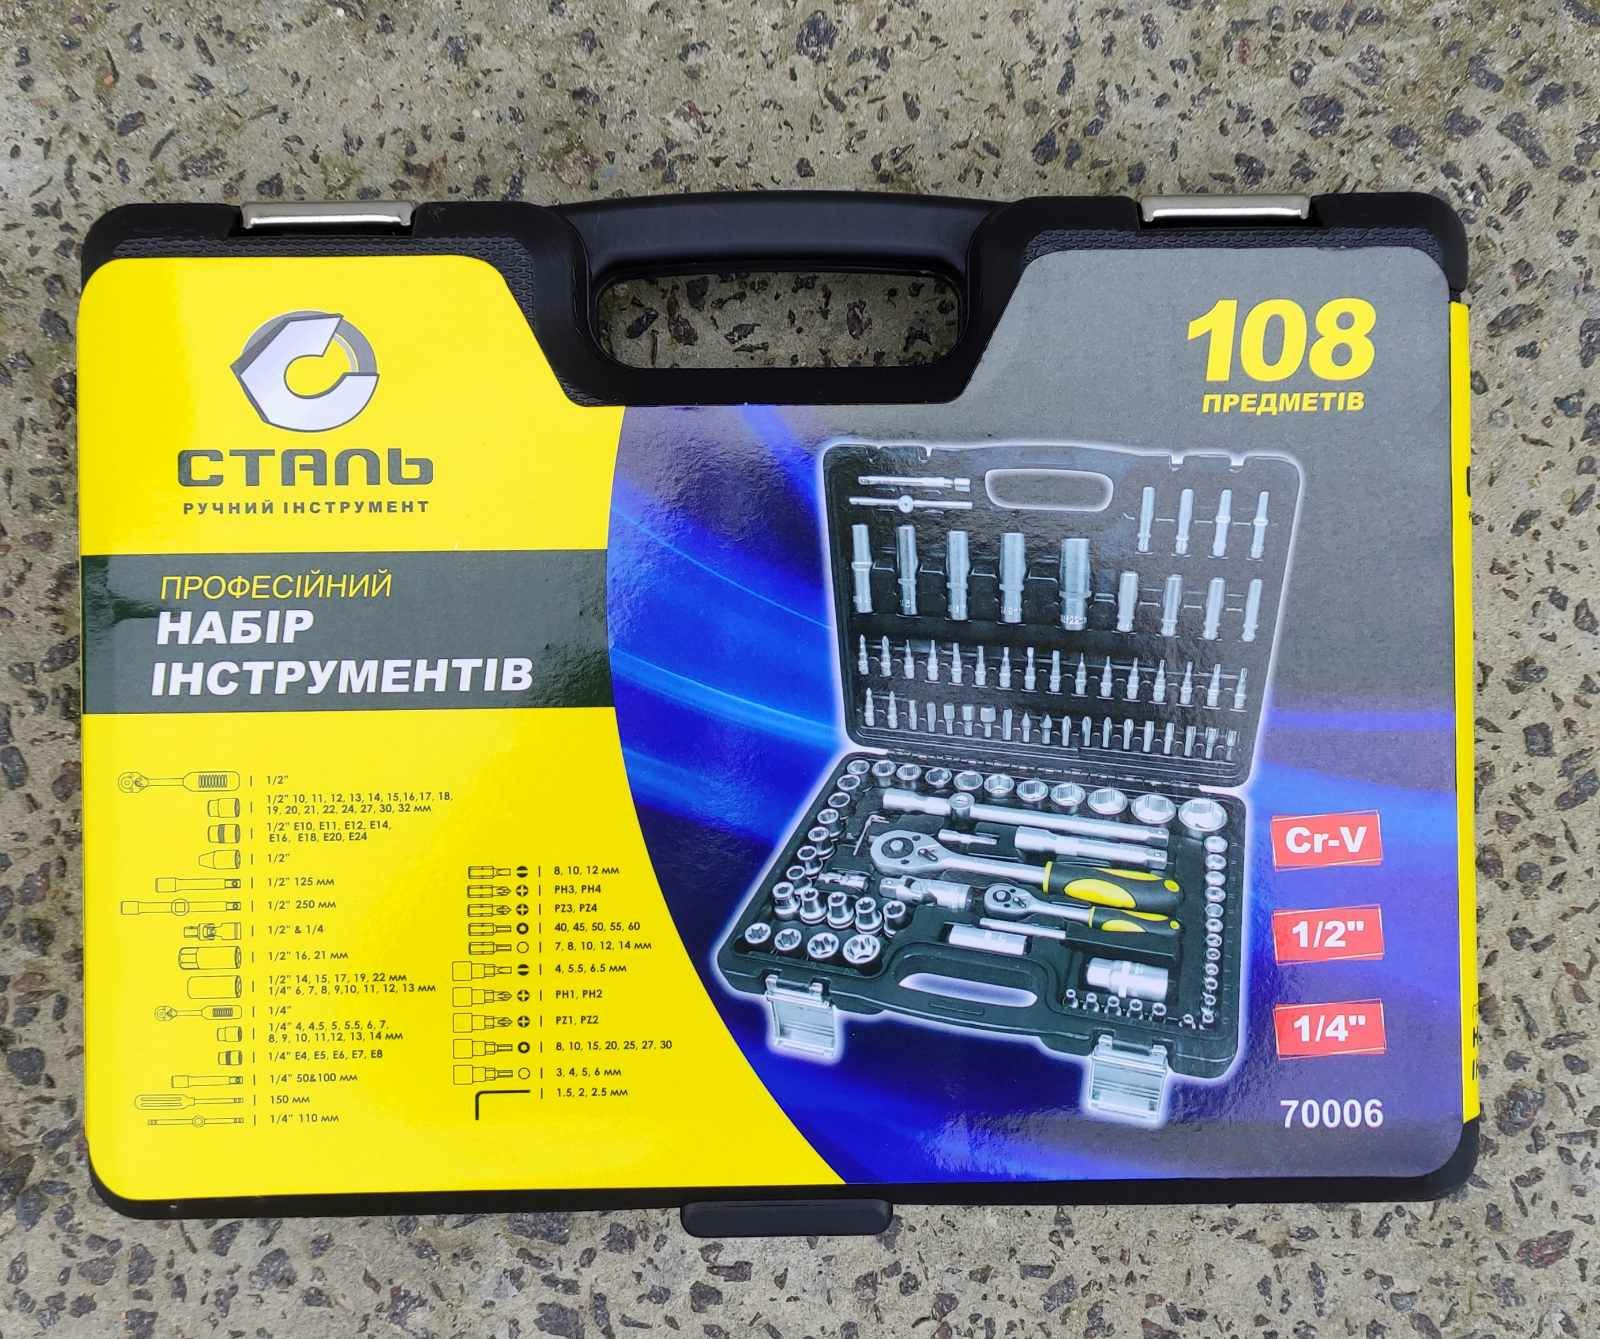 108
ПРЕДМЕТІВ
СТАЛЬ
РУЧНИЙ ІНСТРУМЕНТ
ПРОФЕСІЙНИЙ
НАБІР
ІНСТРУМЕНТІВ
1/2"
1/2" 10, 11, 12, 13, 14, 15,16,17, 18,
19, 20, 21, 22, 24, 27, 30, 32 мм
1/2" E10, E11, E12, E14,
E16, E18, E20, E24
1/2"
1/2" 125 мм
1/2" 250 мм
1/2" & 1/4
1/2" 16, 21 мм
1/2" 14, 15, 17, 19, 22 мм
1/4" 6, 7, 8, 9,10, 11, 12, 13 мм
1/4"
1/4" 4, 4.5, 5, 5.5, 6, 7,
8, 9, 10, 11,12, 13, 14 мм
1/4" E4, E5, E6, E7, E8
1/4" 50&100 мм
150 мм
1/4" 110 мм
8, 10, 12 мм
PH3, PH4
PZ3, PZ4
40, 45, 50, 55, 60
7, 8, 10, 12, 14 мм
4, 5.5, 6.5 мм
PH1, PH2
PZ1, PZ2
8, 10, 15, 20, 25, 27, 30
3, 4, 5, 6 мм
1.5, 2, 2.5 мм
Cr-V
1/2"
1/4"
70006